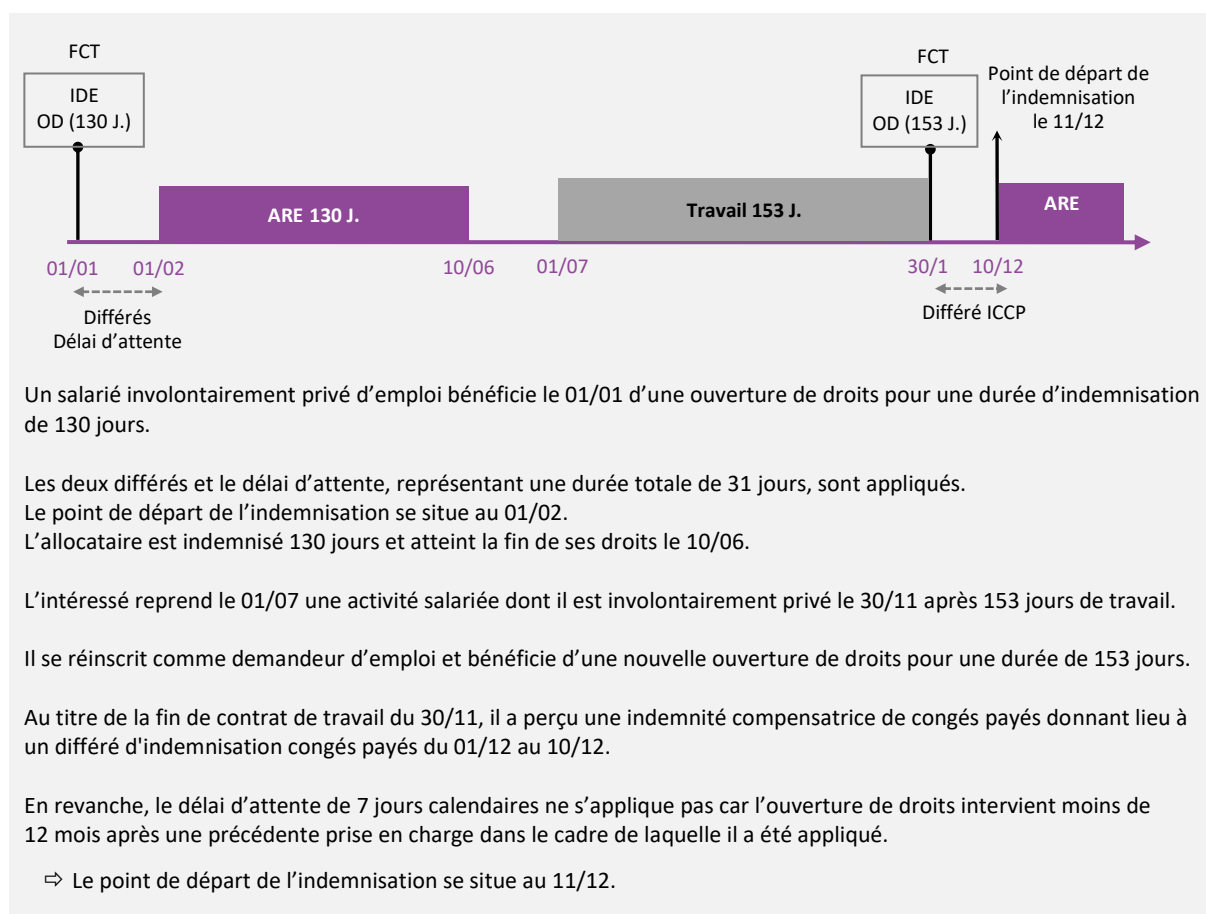 FCT
IDE
OD (130 J.)
FCT
IDE
OD (153 J.)
Point de départ de
l’indemnisation
le 11/12
ARE 130 J.
Travail 153 J.
ARE
01/01
01/02
10/06
01/07
30/1
10/12
Différés
Délai d’attente
Différé ICCP
Un salarié involontairement privé d’emploi bénéficie le 01/01 d’une ouverture de droits pour une durée d’indemnisation
de 130 jours.
Les deux différés et le délai d’attente, représentant une durée totale de 31 jours, sont appliqués.
Le point de départ de l’indemnisation se situe au 01/02.
L’allocataire est indemnisé 130 jours et atteint la fin de ses droits le 10/06.
L’intéressé reprend le 01/07 une activité salariée dont il est involontairement privé le 30/11 après 153 jours de travail.
Il se réinscrit comme demandeur d’emploi et bénéficie d’une nouvelle ouverture de droits pour une durée de 153 jours.
Au titre de la fin de contrat de travail du 30/11, il a perçu une indemnité compensatrice de congés payés donnant lieu à
un différé d'indemnisation congés payés du 01/12 au 10/12.
En revanche, le délai d’attente de 7 jours calendaires ne s’applique pas car l’ouverture de droits intervient moins de
12 mois après une précédente prise en charge dans le cadre de laquelle il a été appliqué.
⇨ Le point de départ de l’indemnisation se situe au 11/12.